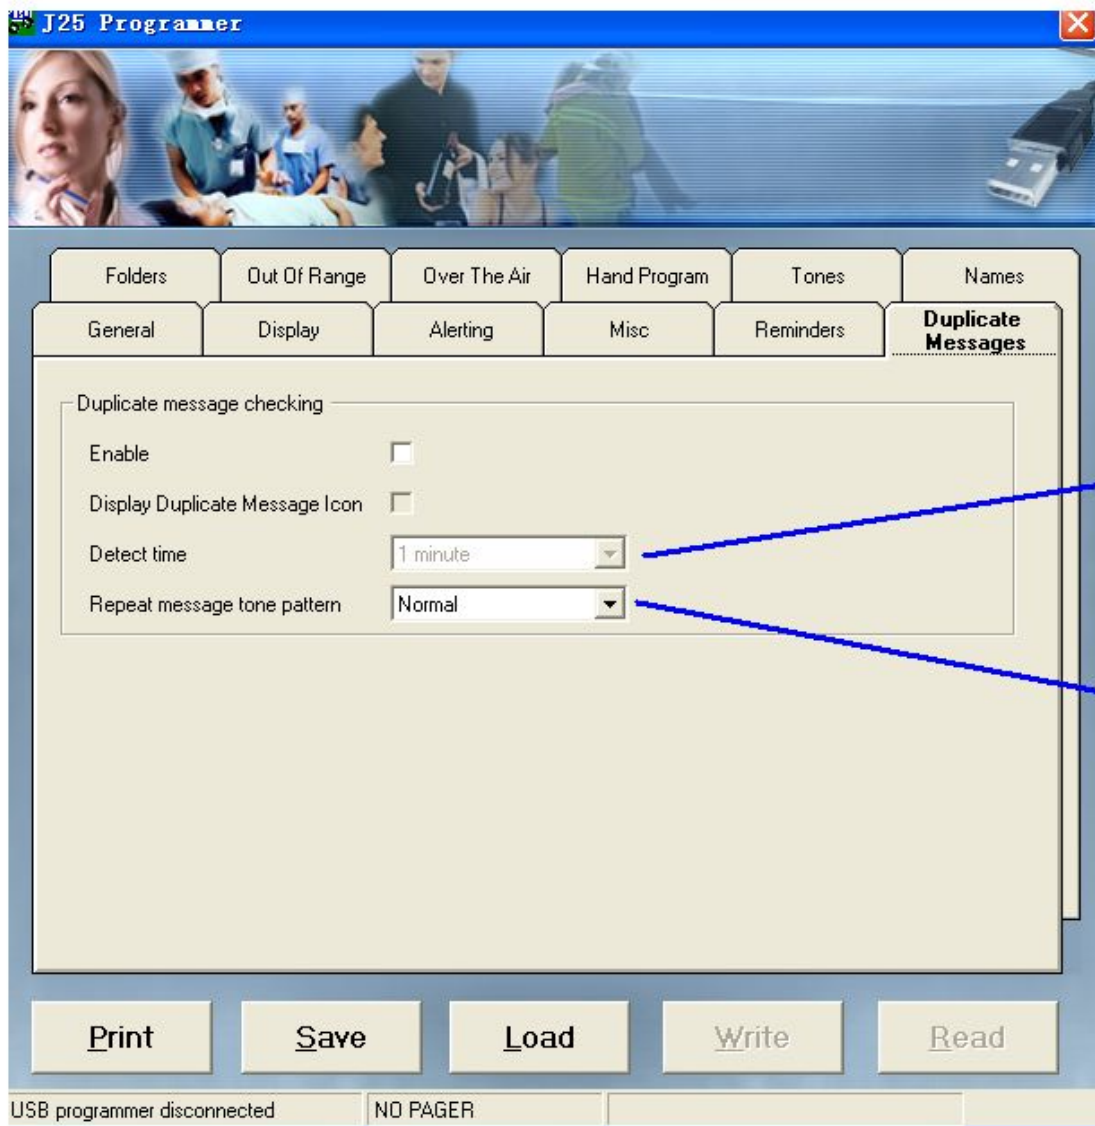 J25 Programmer
Folders Out Of Range Over The Air Hand Program Tones Names
General Display Alerting Misc Reminders Duplicate Messages
Duplicate message checking
Enable
Display Duplicate Message Icon
Detect time 1 minute
Repeat message tone pattern Normal
Print Save Load Write Read
USB programmer disconnected NO PAGER